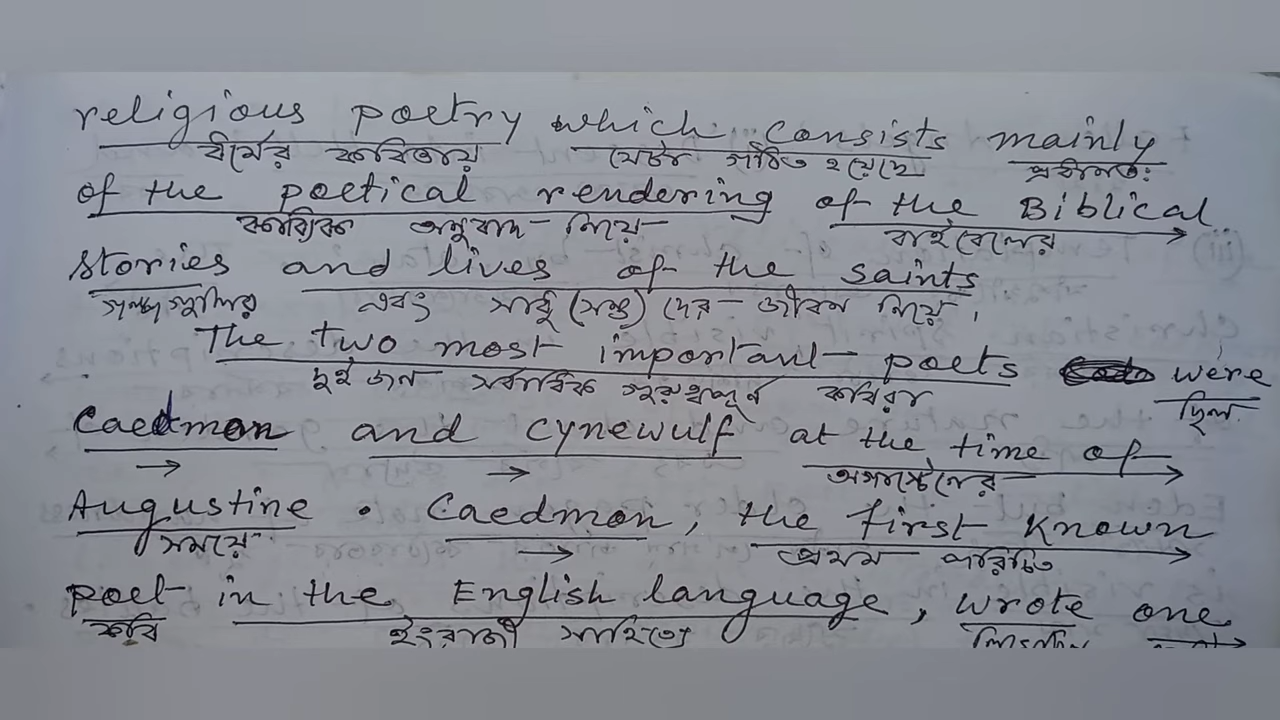 religious poetry which consists mainly
ধর্মের কবিতায় যেটা গঠিত হয়েছে প্রধানতঃ
of the poetical rendering of the Biblical
কাব্যিক অনুবাদ নিয়ে বাইবেলের
stories and lives of the saints
গল্পগুলির এবং সাধু (সন্ত) দের জীবন নিয়ে।
The two most important poets were
দুই জন সর্বাধিক গুরুত্বপূর্ণ কবিরা ছিল
Caedmon and cynewulf at the time of
অগাস্টেনের
Augustine. Caedmon, the first known
সময়ে প্রথম পরিচিত
poet in the English language, wrote one
কবি ইংরাজী সাহিত্যে